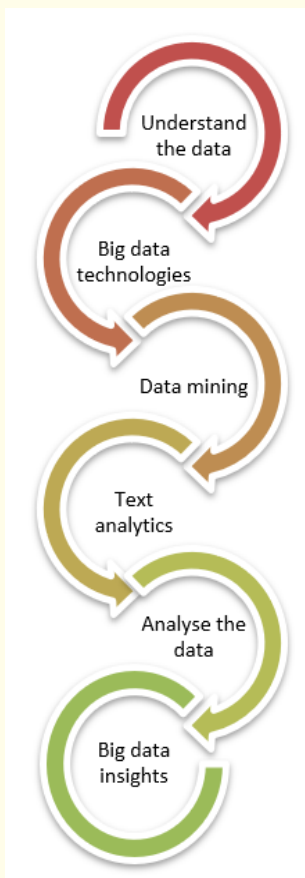 Understand
the data
Big data
technologies
Data mining
Text
analytics
Analyse the
data
Big data
insights